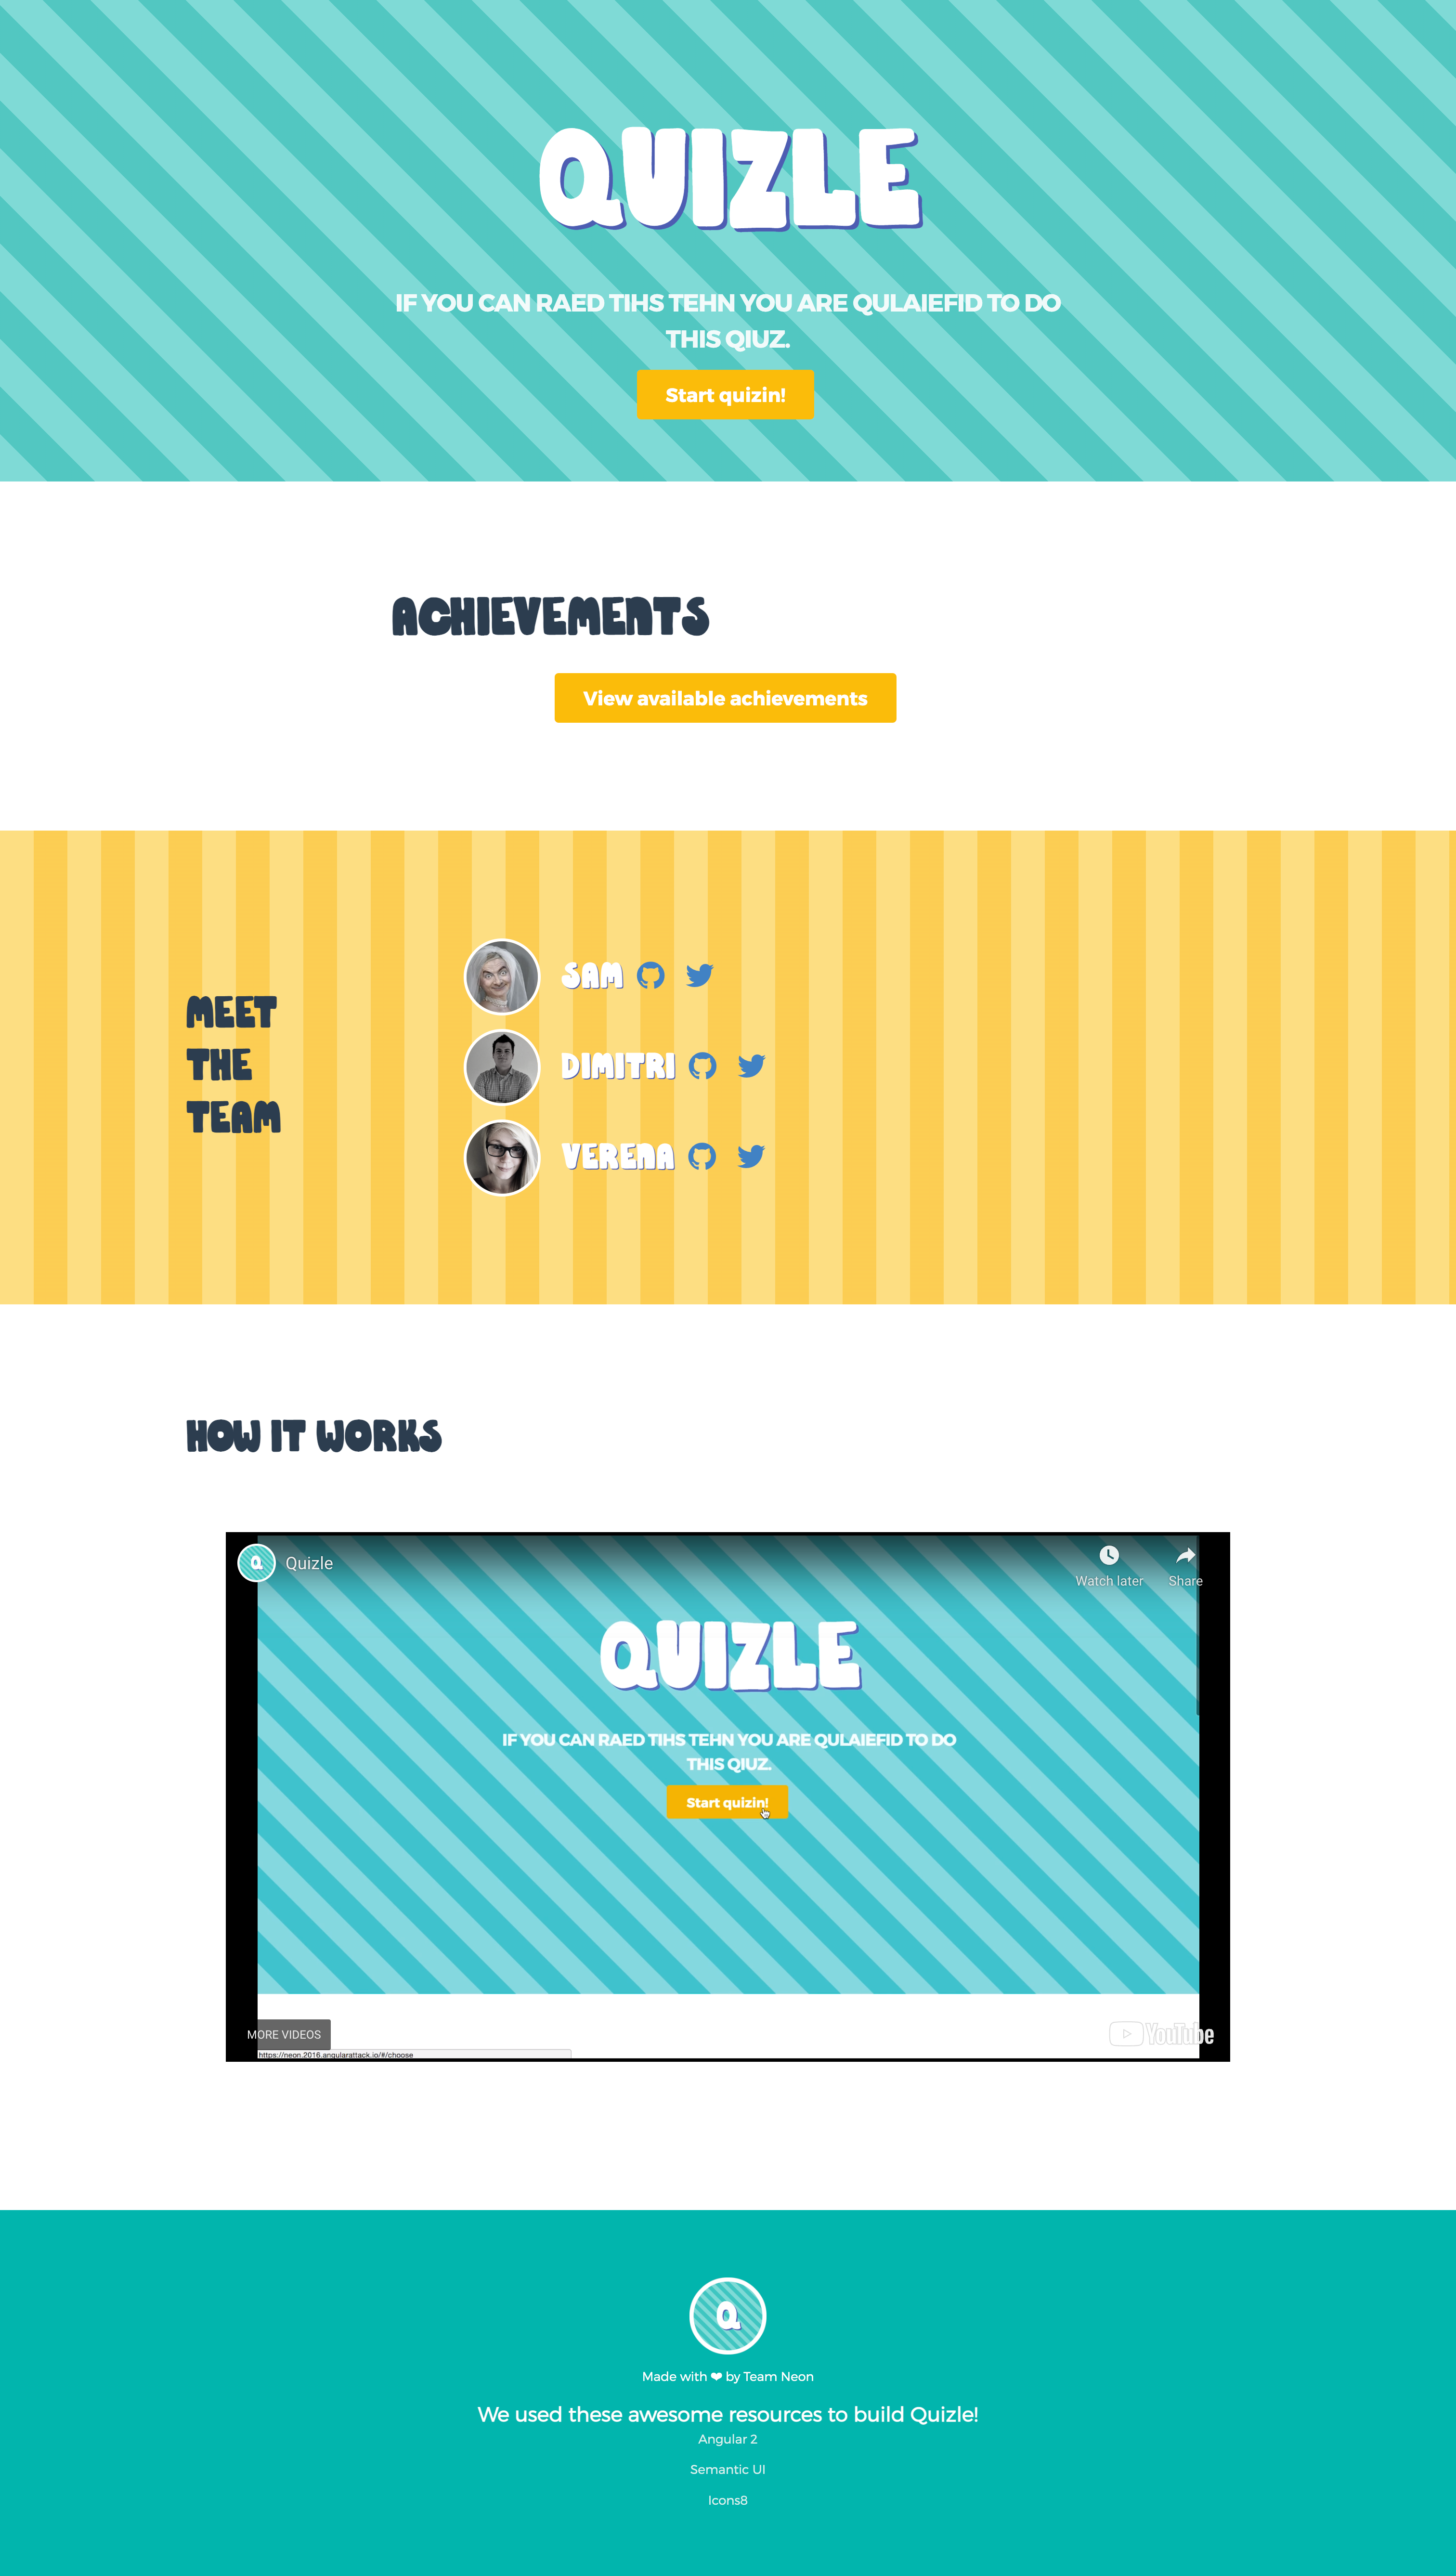 QUIZLE
IF YOU CAN RAED TIHS TEHN YOU ARE QULAIEFID TO DO
THIS QIUZ.
Start quizin!
ACHIEVEMENTS
View available achievements
MEET
THE
TEAM
SAM
DIMITRI
VERENA
HOW IT WORKS
Q Quizle
Watch later Share
QUIZLE
IF YOU CAN RAED TIHS TEHN YOU ARE QULAIEFID TO DO
THIS QIUZ.
Start quizin!
MORE VIDEOS
YouTube
https://neon.2016.angularattack.io/#/choose
Q
Made with ❤ by Team Neon
We used these awesome resources to build Quizle!
Angular 2
Semantic UI
Icons8